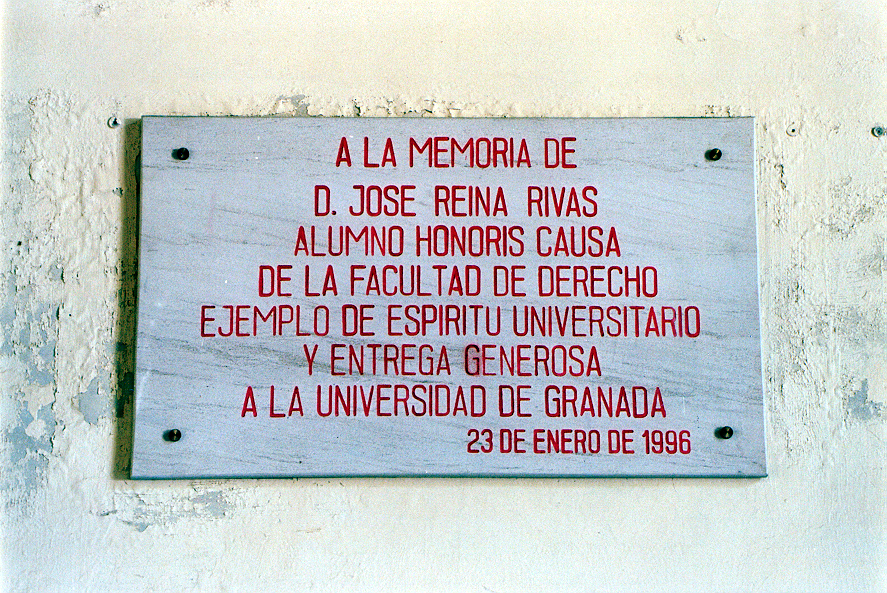 A LA MEMORIA DE
D. JOSE REINA RIVAS
ALUMNO HONORIS CAUSA
DE LA FACULTAD DE DERECHO
EJEMPLO DE ESPIRITU UNIVERSITARIO
Y ENTREGA GENEROSA
A LA UNIVERSIDAD DE GRANADA
23 DE ENERO DE 1996